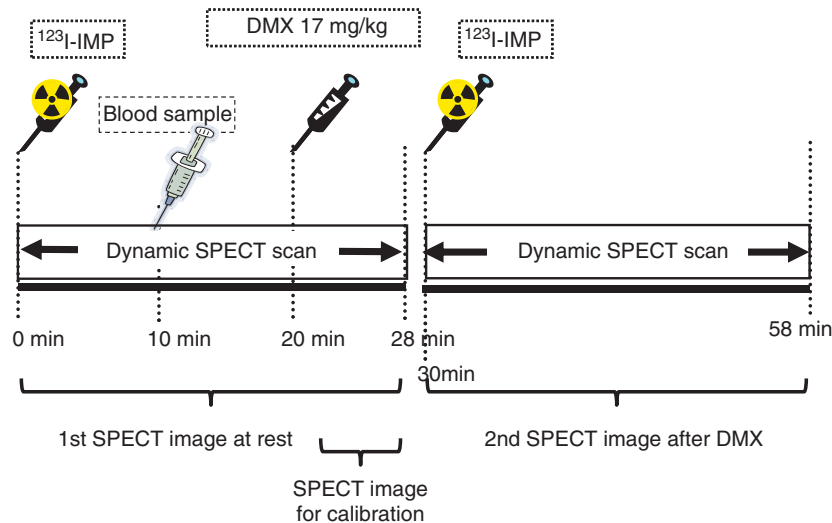 ¹²³I-IMP
DMX 17 mg/kg
¹²³I-IMP
Blood sample
Dynamic SPECT scan
Dynamic SPECT scan
0 min
10 min
20 min
28 min
30min
58 min
1st SPECT image at rest
2nd SPECT image after DMX
SPECT image
for calibration